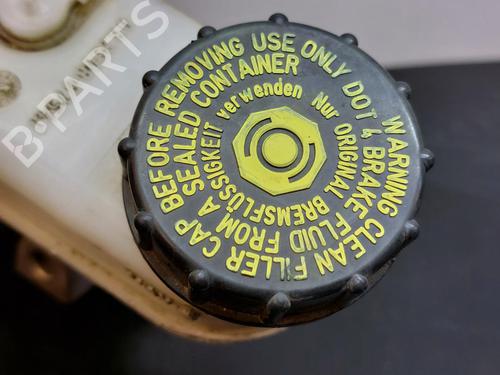 WARNING CLEAN FILLER CAP BEFORE REMOVING USE ONLY DOT 4 BRAKE FLUID FROM A SEALED CONTAINER
Nur ORIGINAL BREMSFLÜSSIGKEIT verwenden
B-PARTS